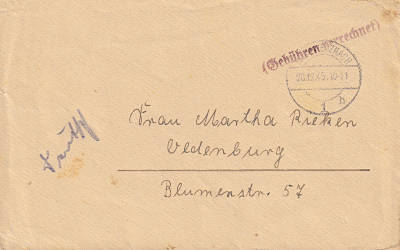 (Gebühren verrechnet)
20.12.45.10-11
b
Frau Martha Rieken
Oldenburg
Blumenstr. 57